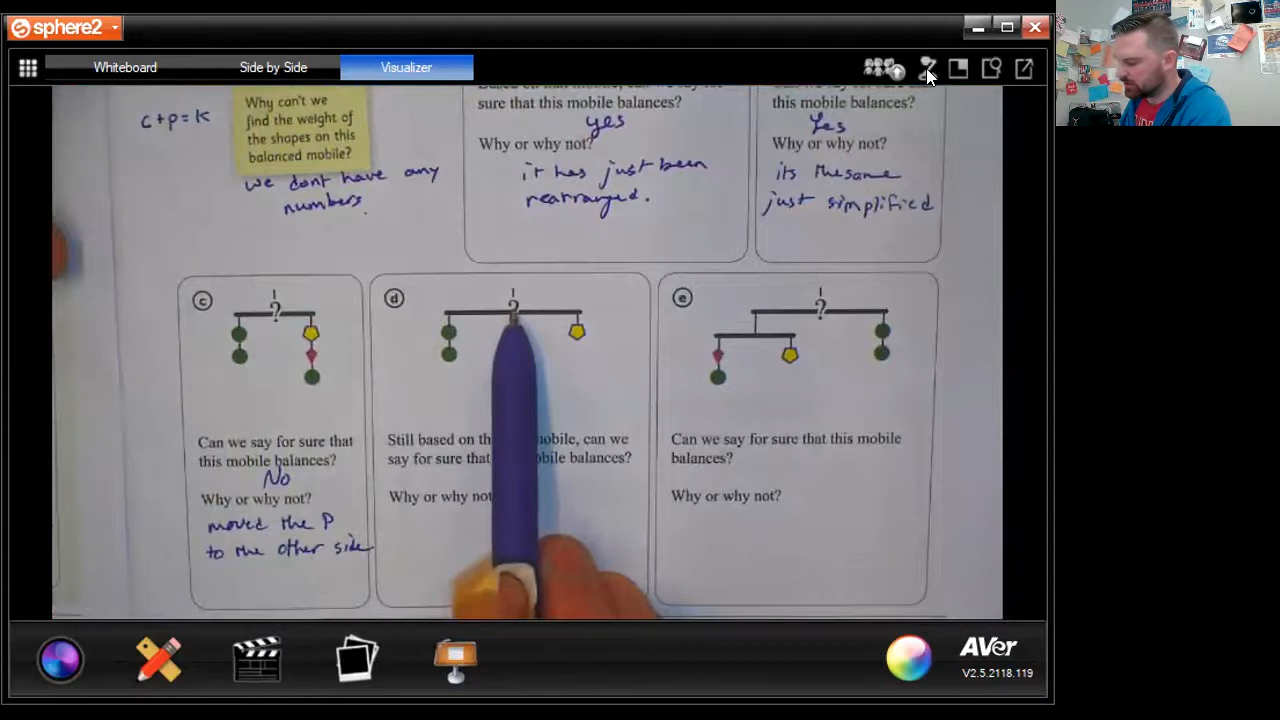 sphere2
Whiteboard
Side by Side
Visualizer
c+p=k
Why can't we
find the weight of
the shapes on this
balanced mobile?
we dont have any
numbers.
sure that this mobile balances?
yes
Why or why not?
it has just been
rearranged.
this mobile balances?
Yes
Why or why not?
its the same
just simplified
c
?
Can we say for sure that
this mobile balances?
No
Why or why not?
moved the P
to the other side
d
?
Still based on mobile, can we
say for sure that balances?
Why or why not
e
?
Can we say for sure that this mobile
balances?
Why or why not?
AVer
V2.5.2118.119